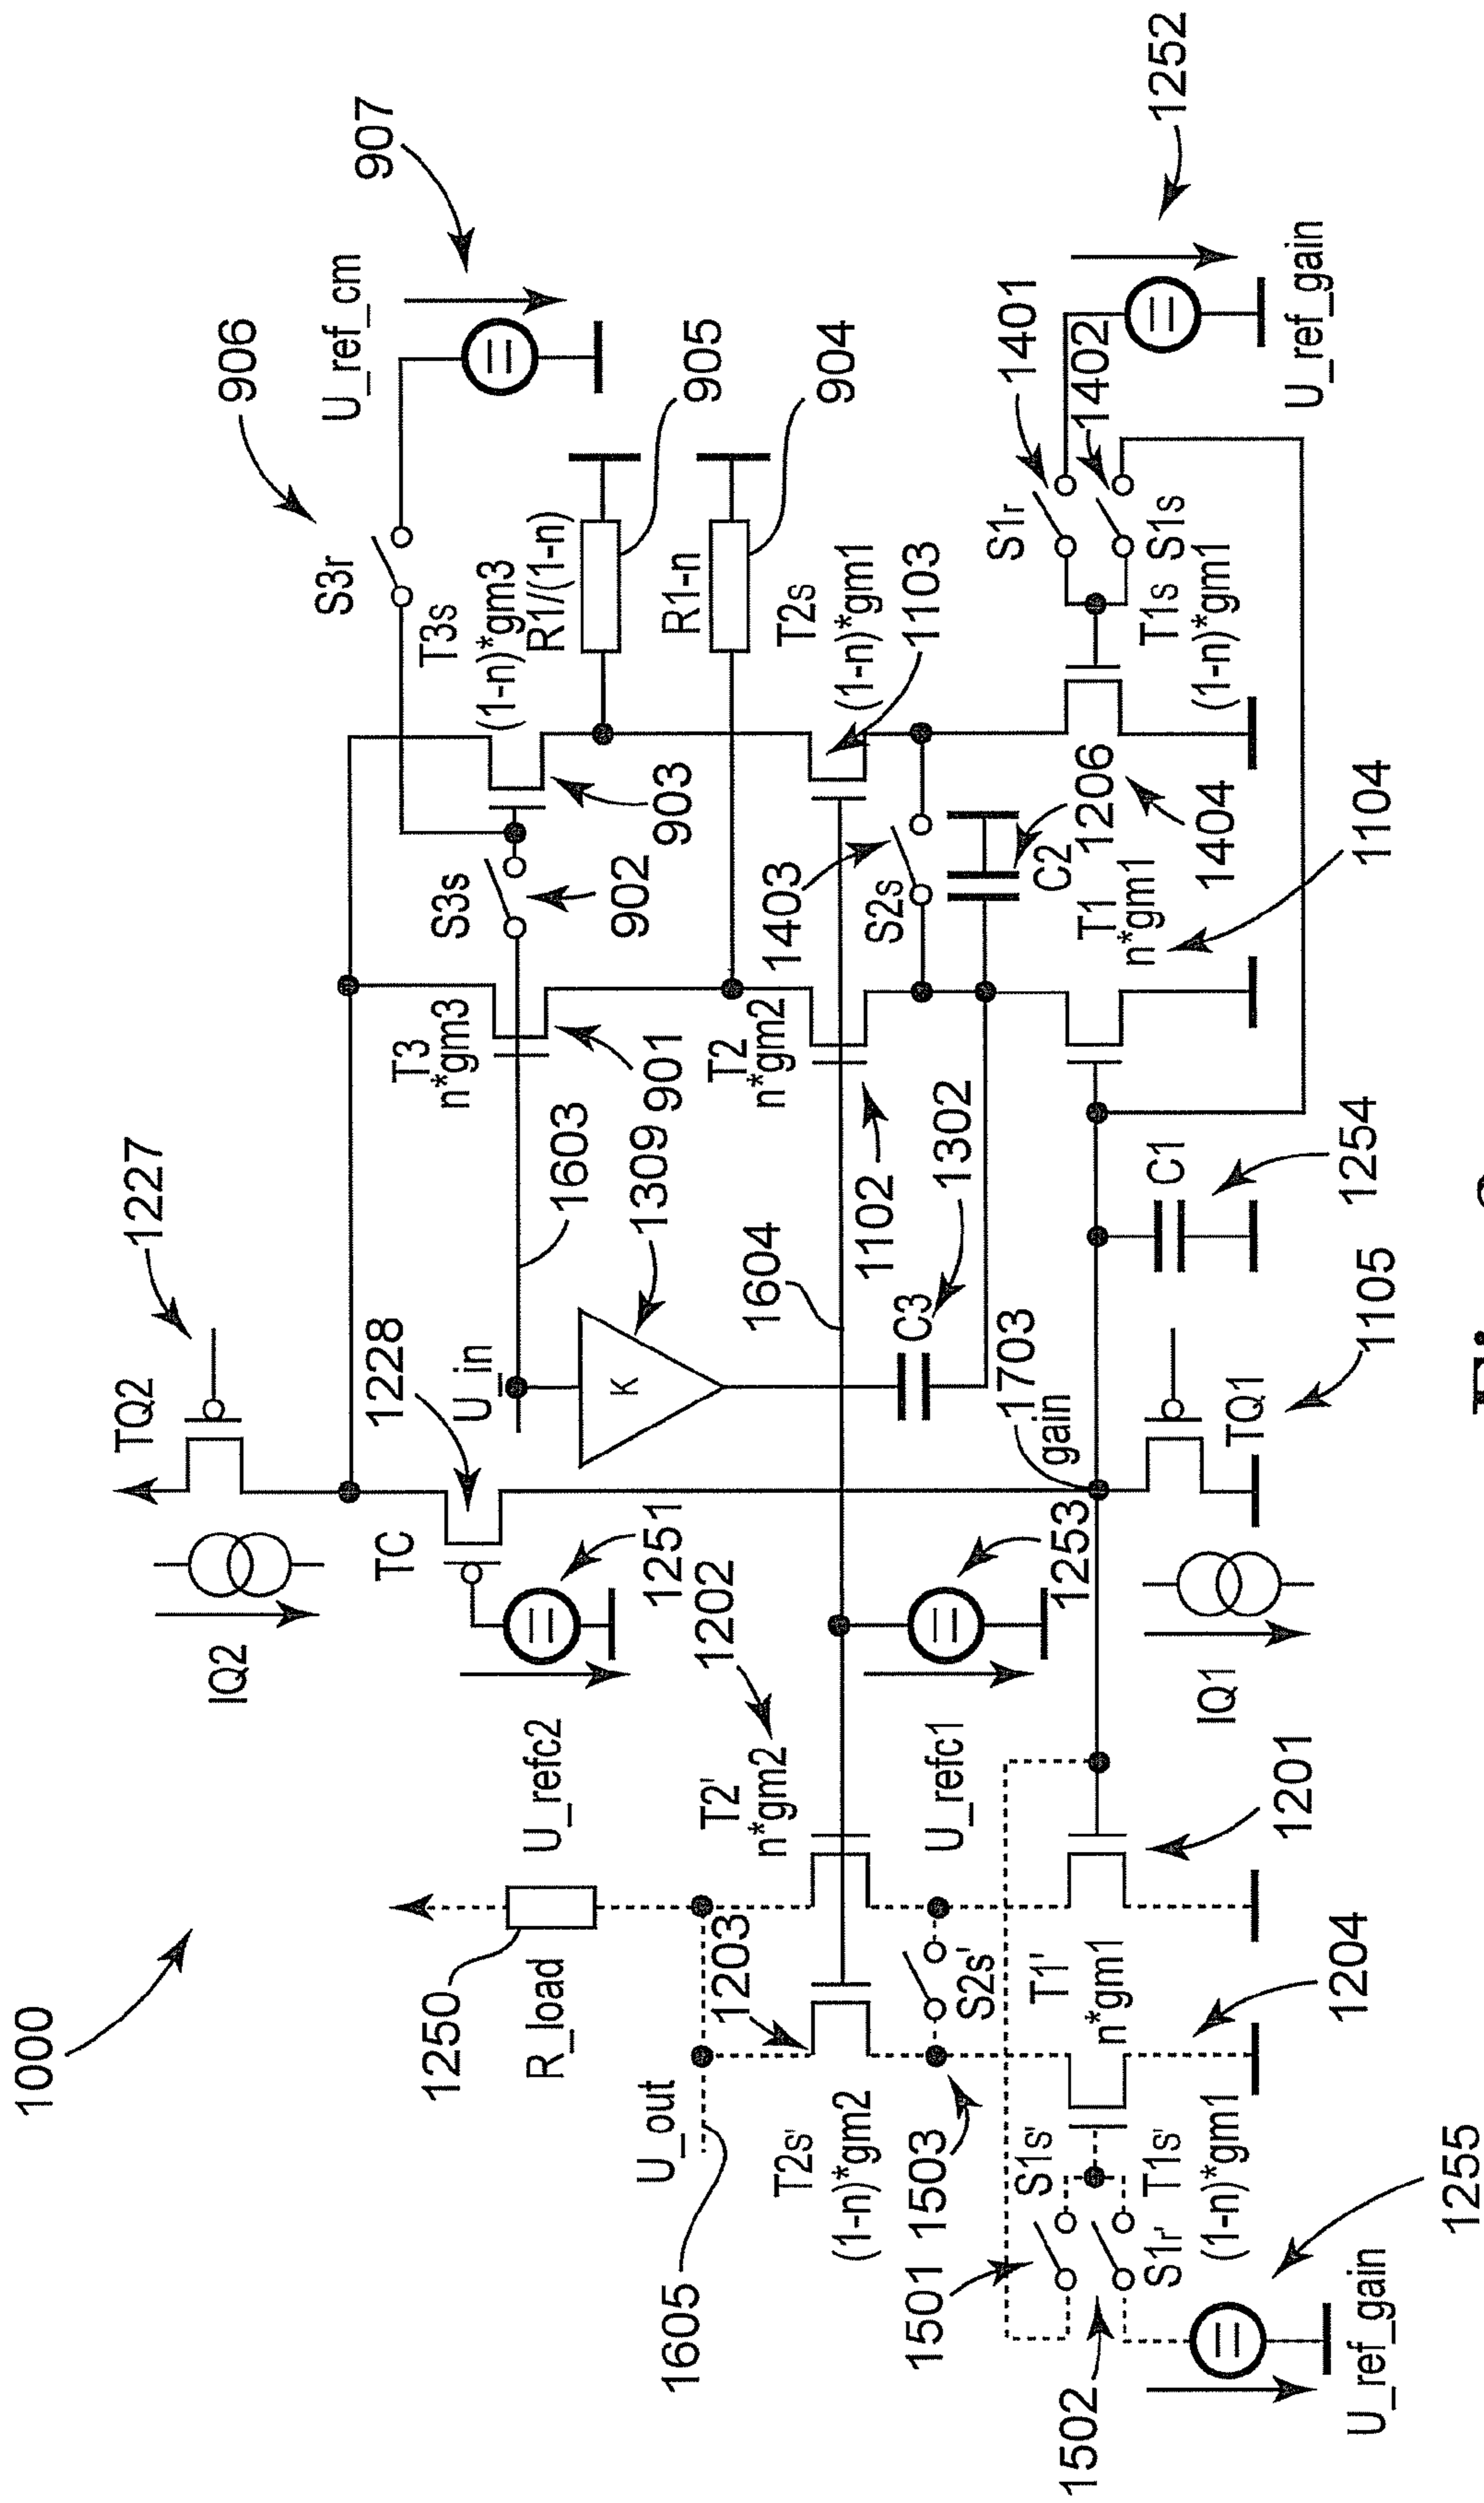 1000
1227
TQ2
IQ2
907
906
U_ref_cm
S3r
T3s
(1-n)*gm3
R1/(1-n)
905
904
R1-n
903
S3s
902
T3
n*gm3
901
1603
1309
U_in
K
1228
TC
1251
U_refc2
1202
T2'
n*gm2
1250
R_load
U_out
1605
1203
T2s'
(1-n)*gm2
1604
1102
T2
n*gm2
T2s
(1-n)*gm1
1103
1403
S2s
C2
1206
1404
1302
C3
1703
gain
1253
U_refc1
S2s'
1503
T1'
n*gm1
1201
1204
S1s'
1501
1502
S1r'
T1s'
(1-n)*gm1
1255
U_ref_gain
IQ1
TQ1
1105
C1
1254
T1
n*gm1
1104
S1r
1401
1402
S1s
T1s
(1-n)*gm1
1252
U_ref_gain